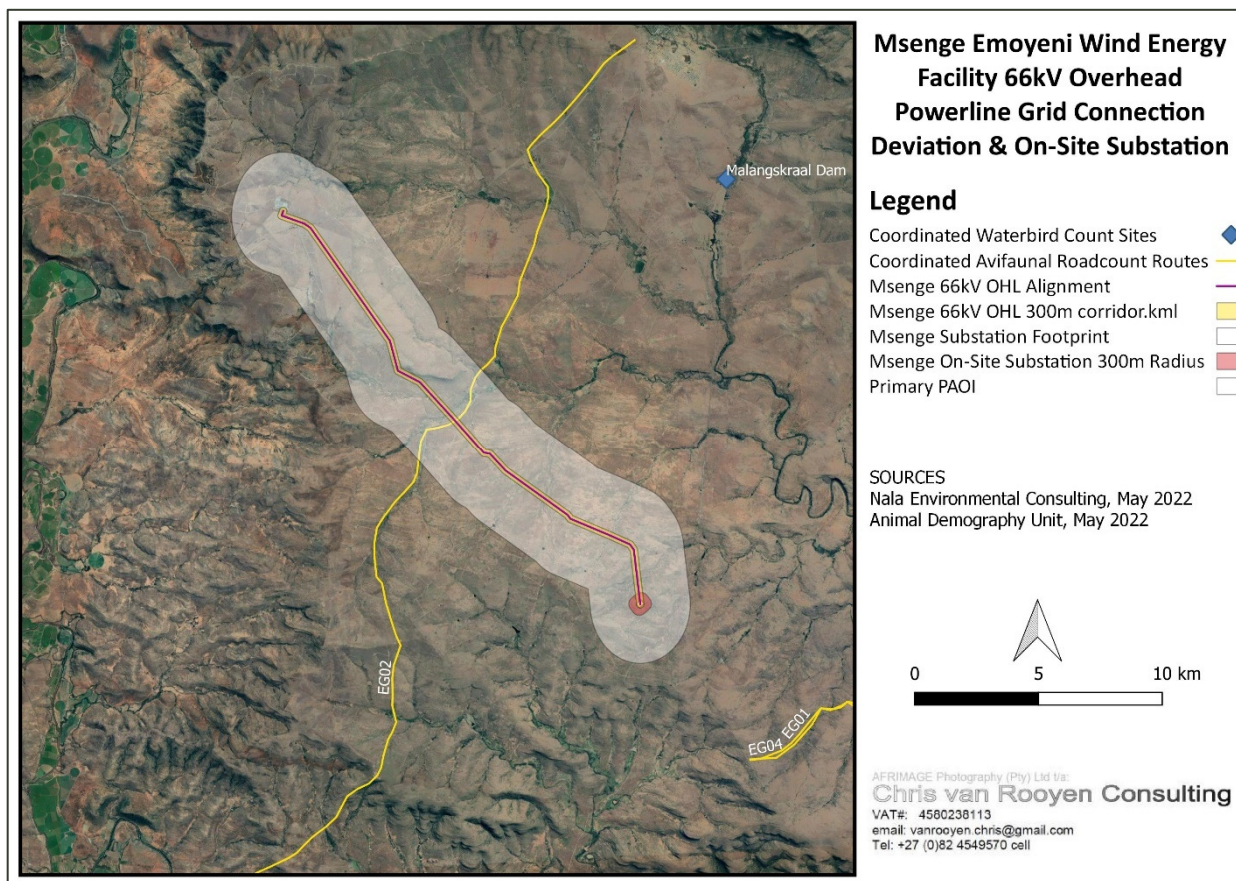 Msenge Emoyeni Wind Energy
Facility 66kV Overhead
Powerline Grid Connection
Deviation & On-Site Substation
Malangskraal Dam
EG02
EG04 EG01
Legend
Coordinated Waterbird Count Sites
Coordinated Avifaunal Roadcount Routes
Msenge 66kV OHL Alignment
Msenge 66kV OHL 300m corridor.kml
Msenge Substation Footprint
Msenge On-Site Substation 300m Radius
Primary PAOI
SOURCES
Nala Environmental Consulting, May 2022
Animal Demography Unit, May 2022
0 5 10 km
AFRIMAGE Photography (Pty) Ltd t/a:
Chris van Rooyen Consulting
VAT#: 4580238113
email: vanrooyen.chris@gmail.com
Tel: +27 (0)82 4549570 cell